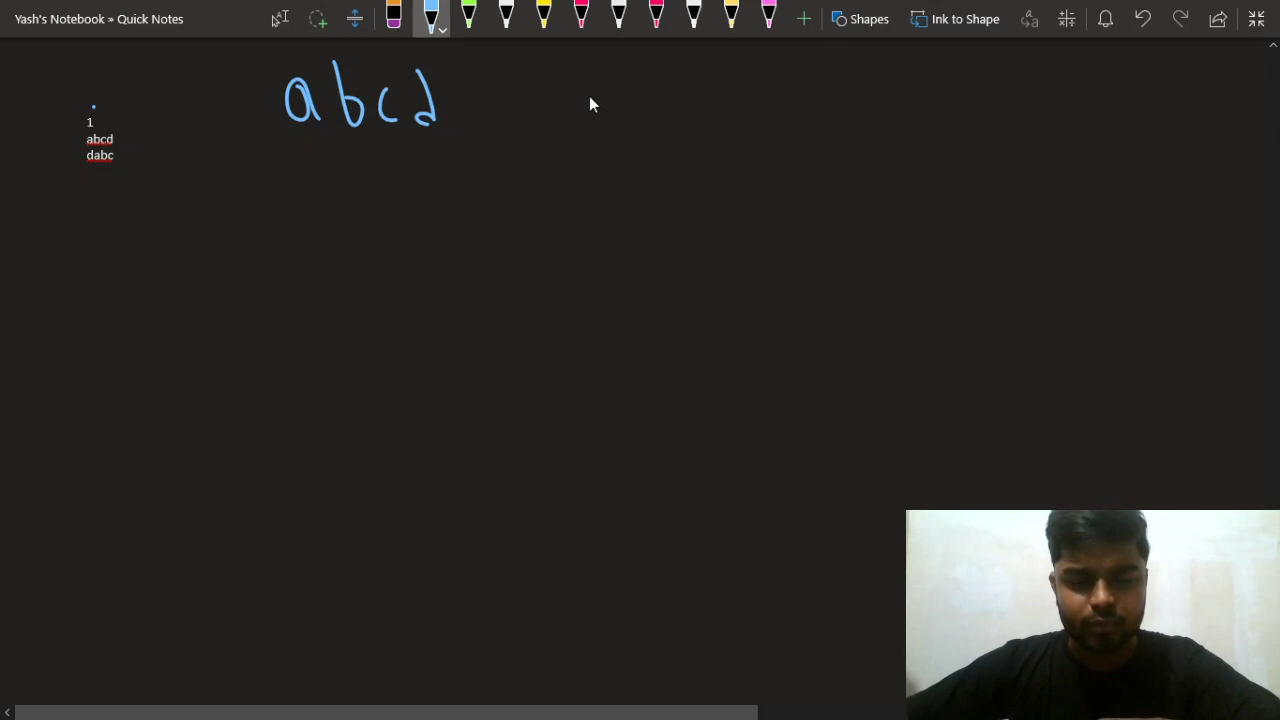 Yash's Notebook » Quick Notes
Shapes
Ink to Shape
abcd
1
abcd
dabc